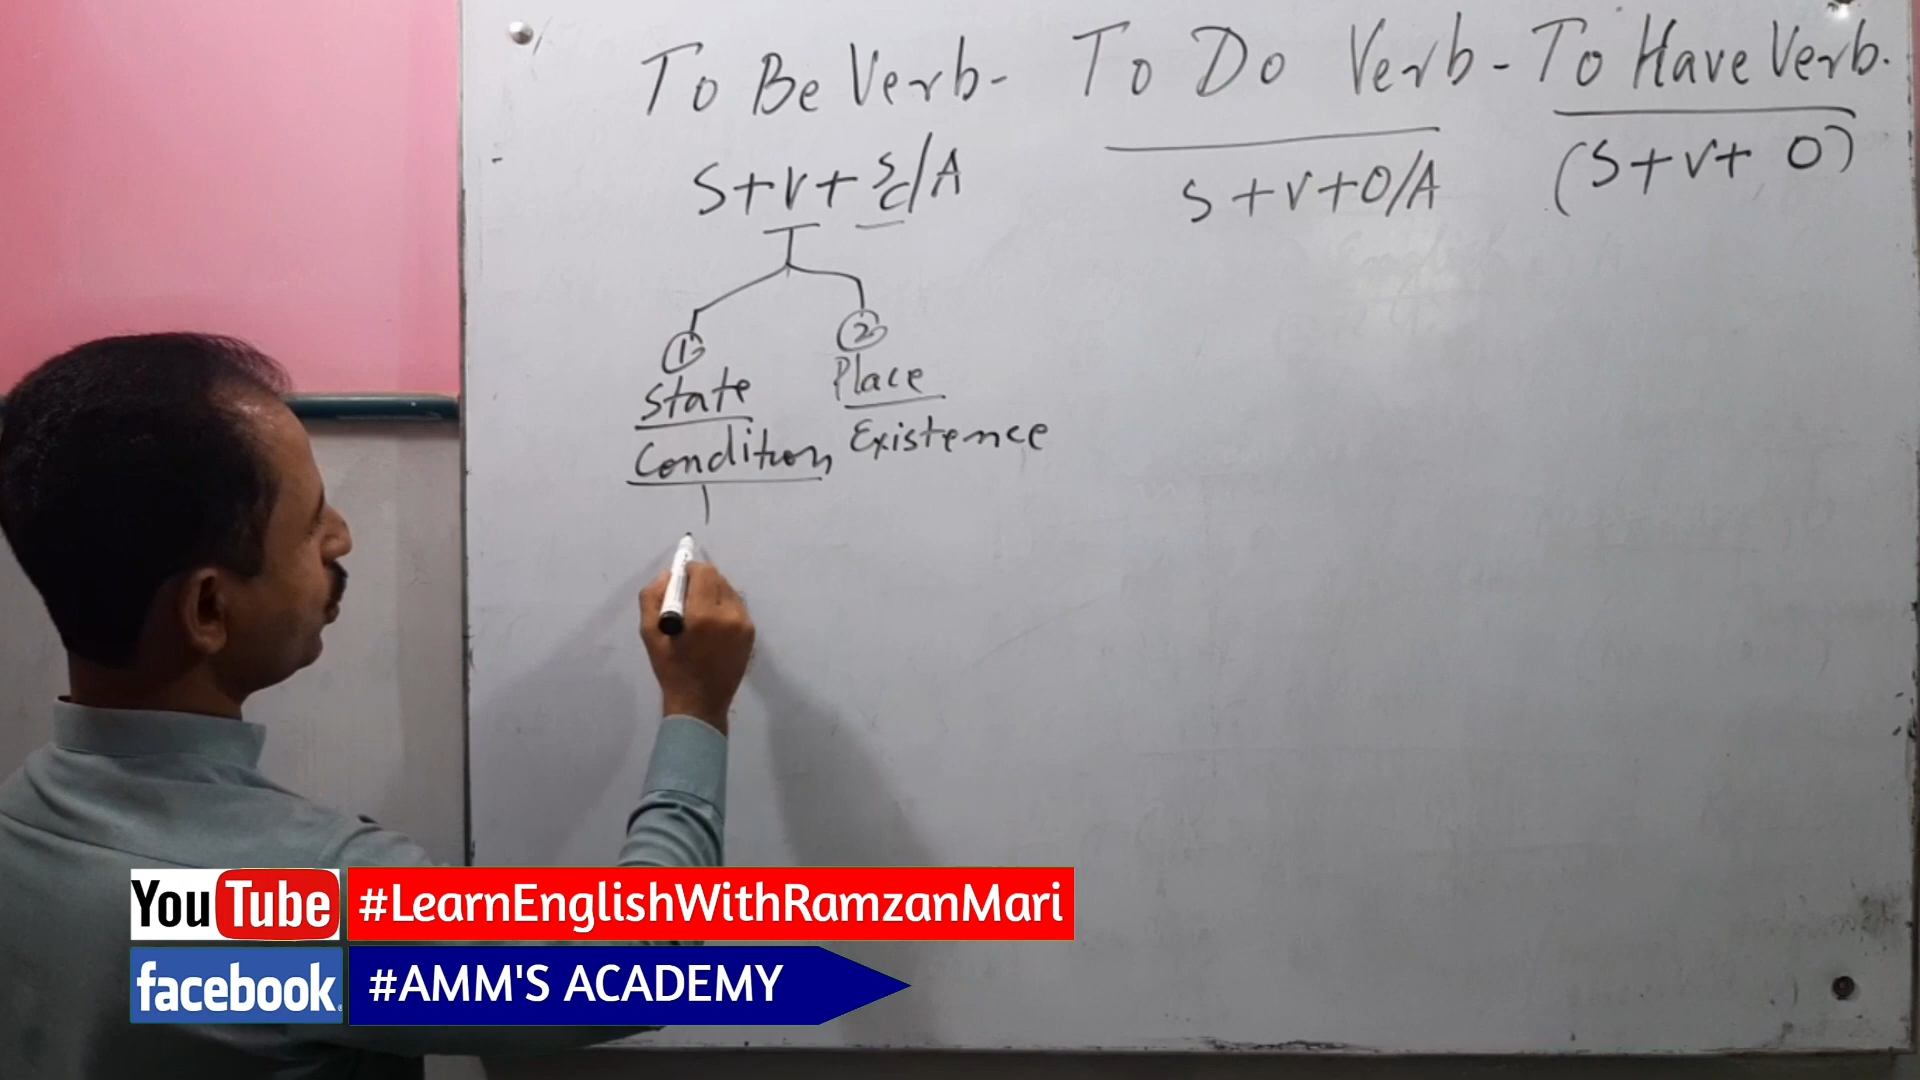 To Be Verb- To Do Verb- To Have Verb.
S+V+ SC/A S+V+O/A (S+V+ O)
① ②
State Place
Condition, Existence
YouTube #LearnEnglishWithRamzanMari
facebook. #AMM'S ACADEMY